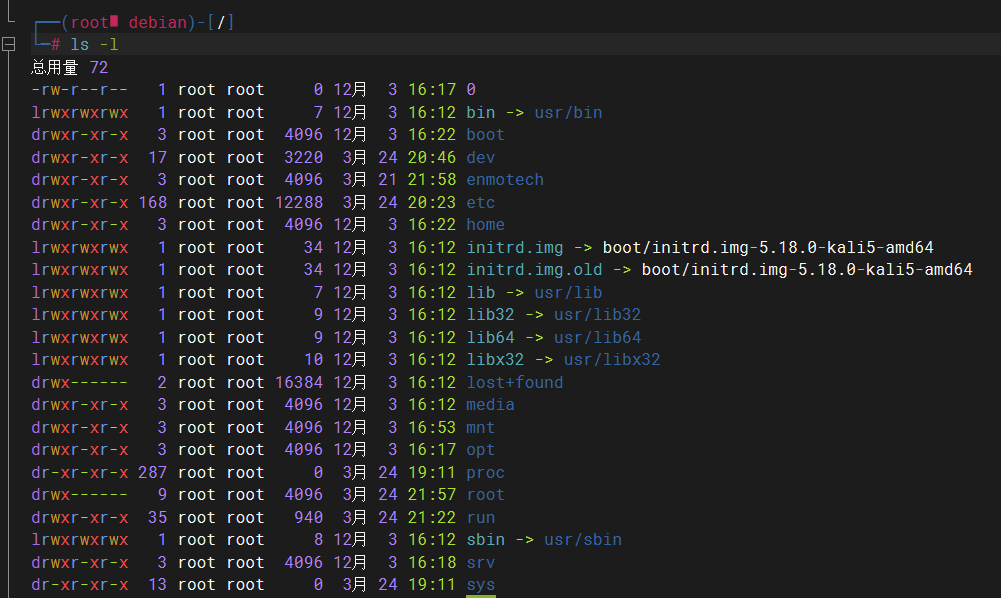 ┌──(root■ debian)-[/]
└─# ls -l
总用量 72
-rw-r--r--   1 root root     0 12月  3 16:17 0
lrwxrwxrwx   1 root root     7 12月  3 16:12 bin -> usr/bin
drwxr-xr-x   3 root root  4096 12月  3 16:22 boot
drwxr-xr-x  17 root root  3220  3月 24 20:46 dev
drwxr-xr-x   3 root root  4096  3月 21 21:58 enmotech
drwxr-xr-x 168 root root 12288  3月 24 20:23 etc
drwxr-xr-x   3 root root  4096 12月  3 16:22 home
lrwxrwxrwx   1 root root    34 12月  3 16:12 initrd.img -> boot/initrd.img-5.18.0-kali5-amd64
lrwxrwxrwx   1 root root    34 12月  3 16:12 initrd.img.old -> boot/initrd.img-5.18.0-kali5-amd64
lrwxrwxrwx   1 root root     7 12月  3 16:12 lib -> usr/lib
lrwxrwxrwx   1 root root     9 12月  3 16:12 lib32 -> usr/lib32
lrwxrwxrwx   1 root root     9 12月  3 16:12 lib64 -> usr/lib64
lrwxrwxrwx   1 root root    10 12月  3 16:12 libx32 -> usr/libx32
drwx------   2 root root 16384 12月  3 16:12 lost+found
drwxr-xr-x   3 root root  4096 12月  3 16:12 media
drwxr-xr-x   3 root root  4096 12月  3 16:53 mnt
drwxr-xr-x   3 root root  4096 12月  3 16:17 opt
dr-xr-xr-x 287 root root     0  3月 24 19:11 proc
drwx------   9 root root  4096  3月 24 21:57 root
drwxr-xr-x  35 root root   940  3月 24 21:22 run
lrwxrwxrwx   1 root root     8 12月  3 16:12 sbin -> usr/sbin
drwxr-xr-x   3 root root  4096 12月  3 16:18 srv
dr-xr-xr-x  13 root root     0  3月 24 19:11 sys